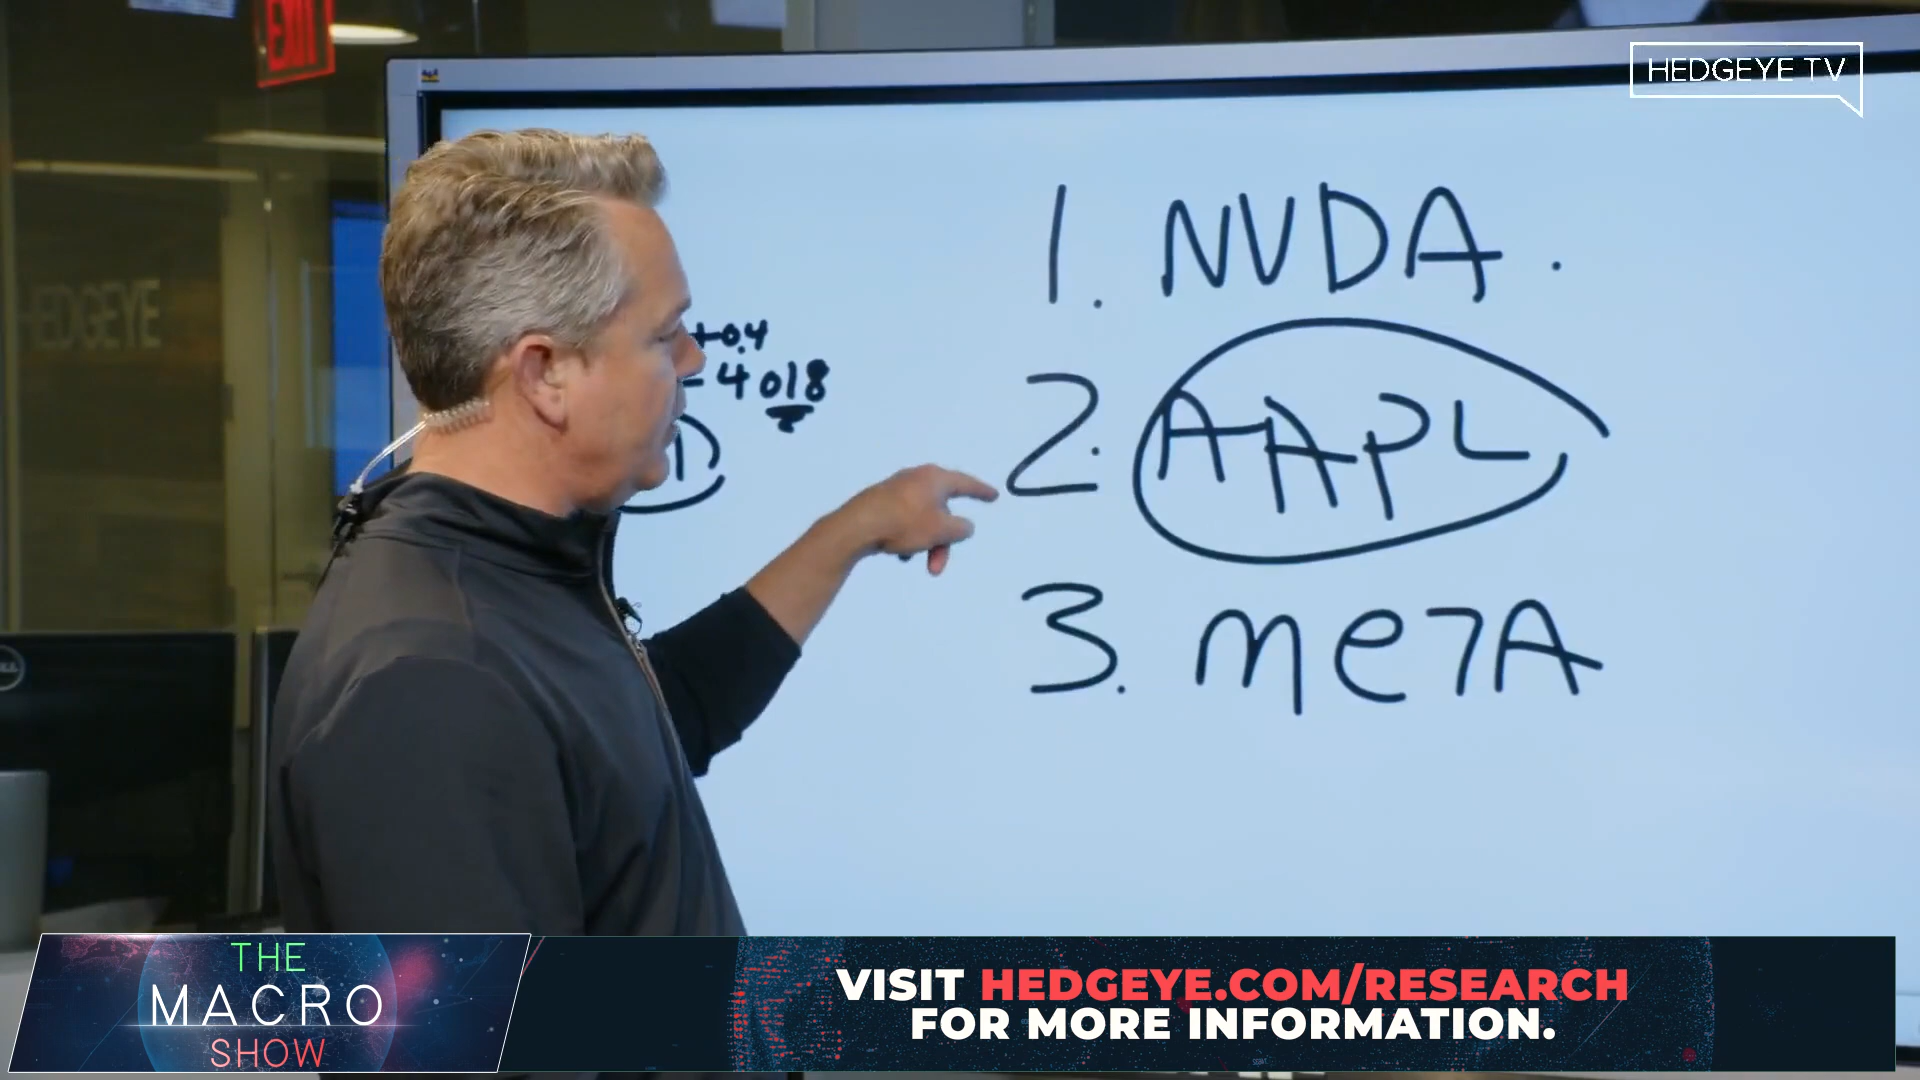 EXIT
HEDGEYE TV
HEDGEYE
1. NVDA.
+0.4
-4018
2. AAPL
3. MeTA
THE
MACRO
SHOW
VISIT HEDGEYE.COM/RESEARCH
FOR MORE INFORMATION.